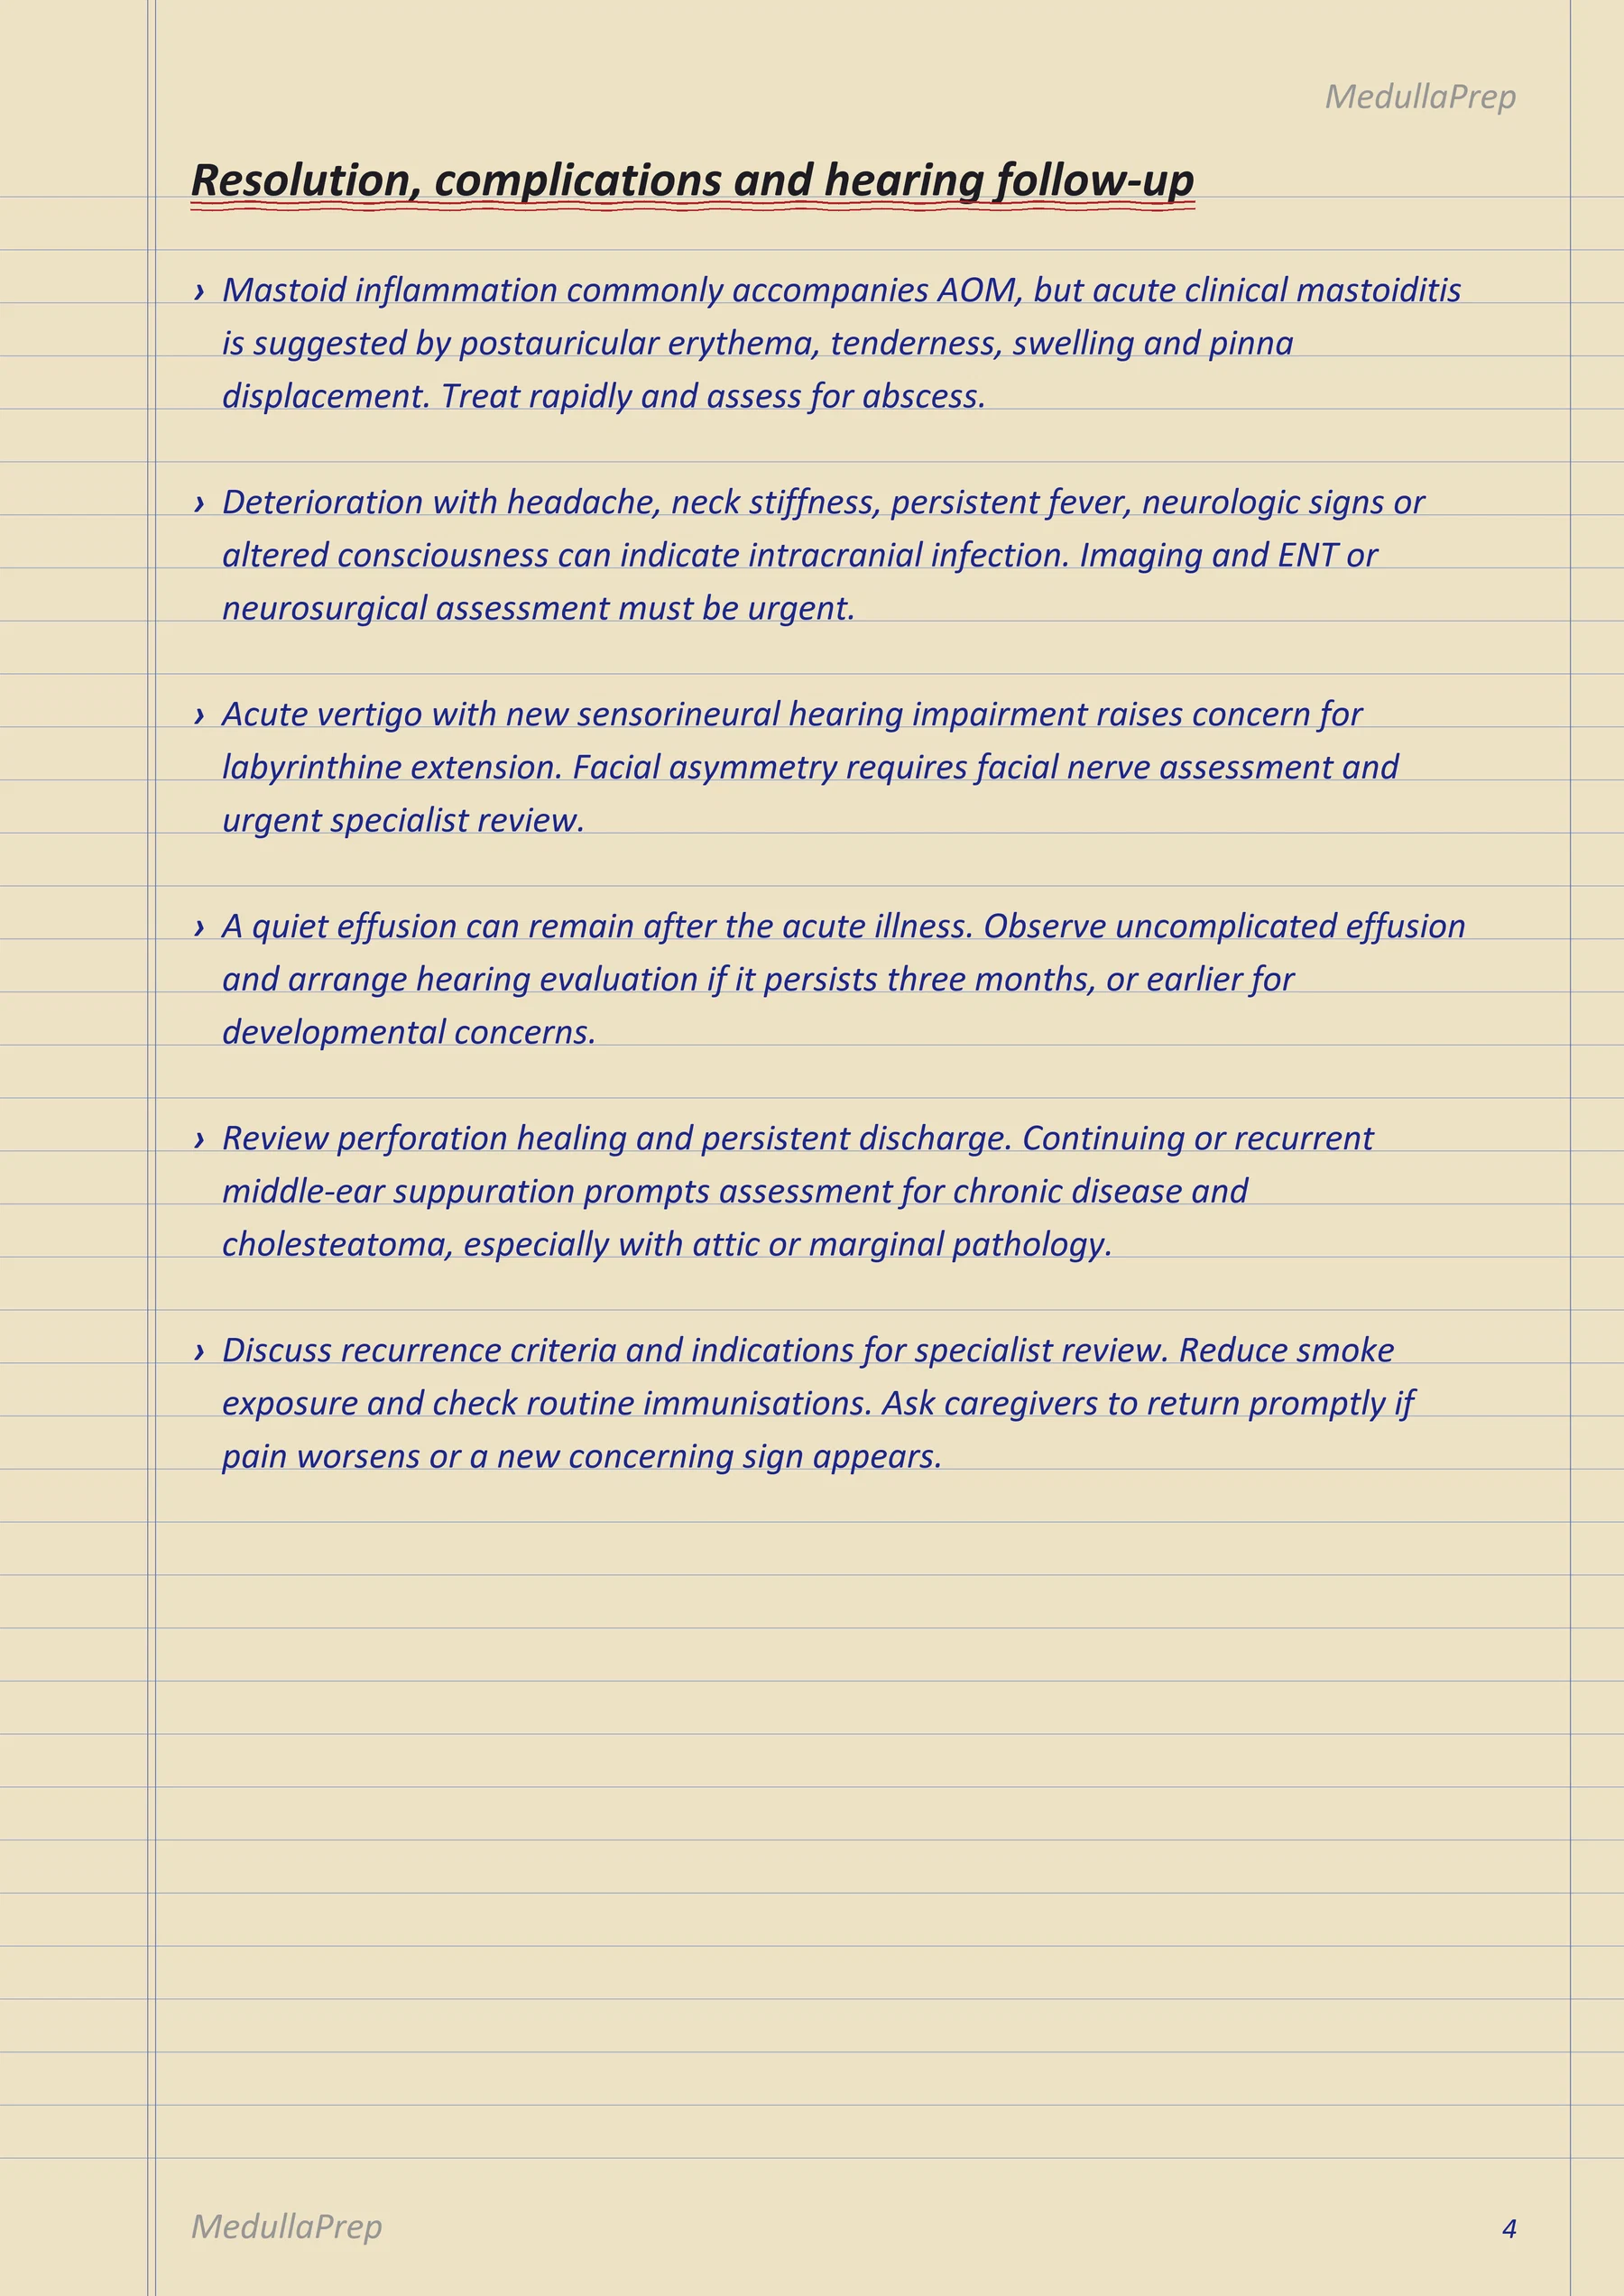 MedullaPrep
Resolution, complications and hearing follow-up
› Mastoid inflammation commonly accompanies AOM, but acute clinical mastoiditis
is suggested by postauricular erythema, tenderness, swelling and pinna
displacement. Treat rapidly and assess for abscess.
› Deterioration with headache, neck stiffness, persistent fever, neurologic signs or
altered consciousness can indicate intracranial infection. Imaging and ENT or
neurosurgical assessment must be urgent.
› Acute vertigo with new sensorineural hearing impairment raises concern for
labyrinthine extension. Facial asymmetry requires facial nerve assessment and
urgent specialist review.
› A quiet effusion can remain after the acute illness. Observe uncomplicated effusion
and arrange hearing evaluation if it persists three months, or earlier for
developmental concerns.
› Review perforation healing and persistent discharge. Continuing or recurrent
middle-ear suppuration prompts assessment for chronic disease and
cholesteatoma, especially with attic or marginal pathology.
› Discuss recurrence criteria and indications for specialist review. Reduce smoke
exposure and check routine immunisations. Ask caregivers to return promptly if
pain worsens or a new concerning sign appears.
MedullaPrep
4